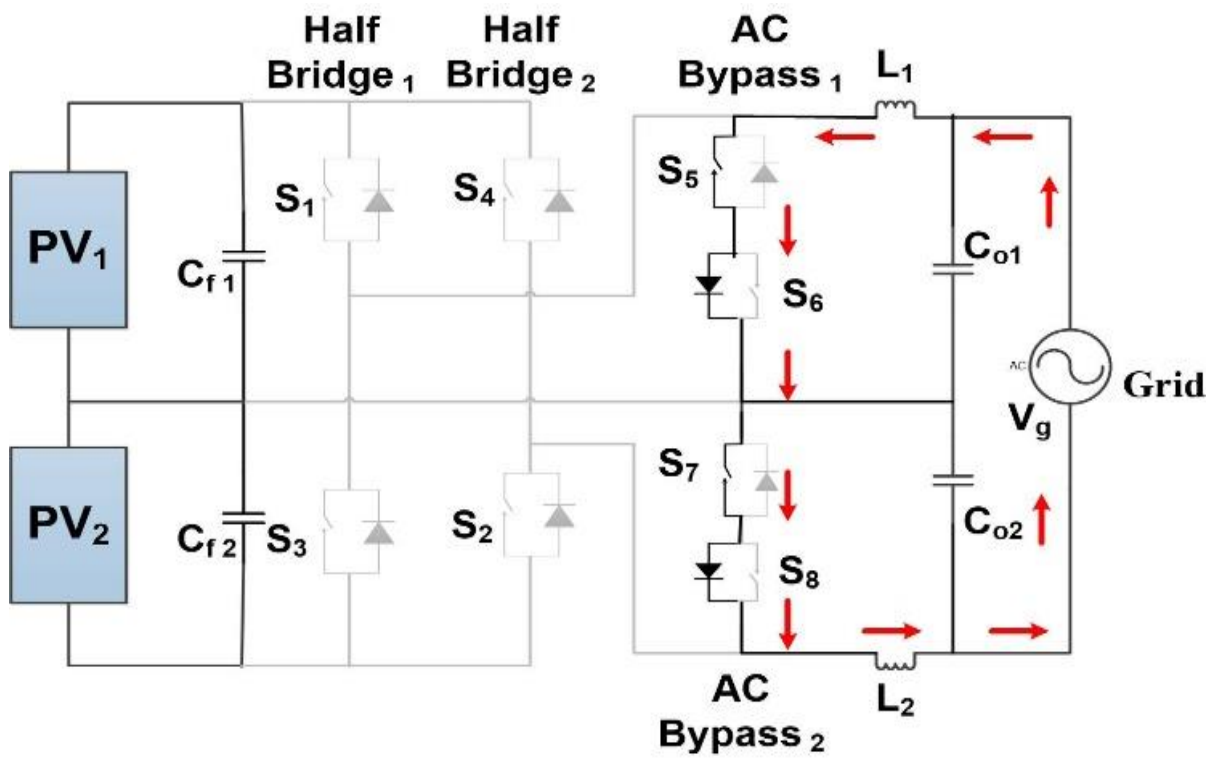 Half Bridge 1
Half Bridge 2
AC Bypass 1
L1
S1
S4
S5
PV1
Cf 1
S6
Co1
AC
Grid
Vg
S7
PV2
Cf 2
S3
S2
S8
Co2
L2
AC Bypass 2